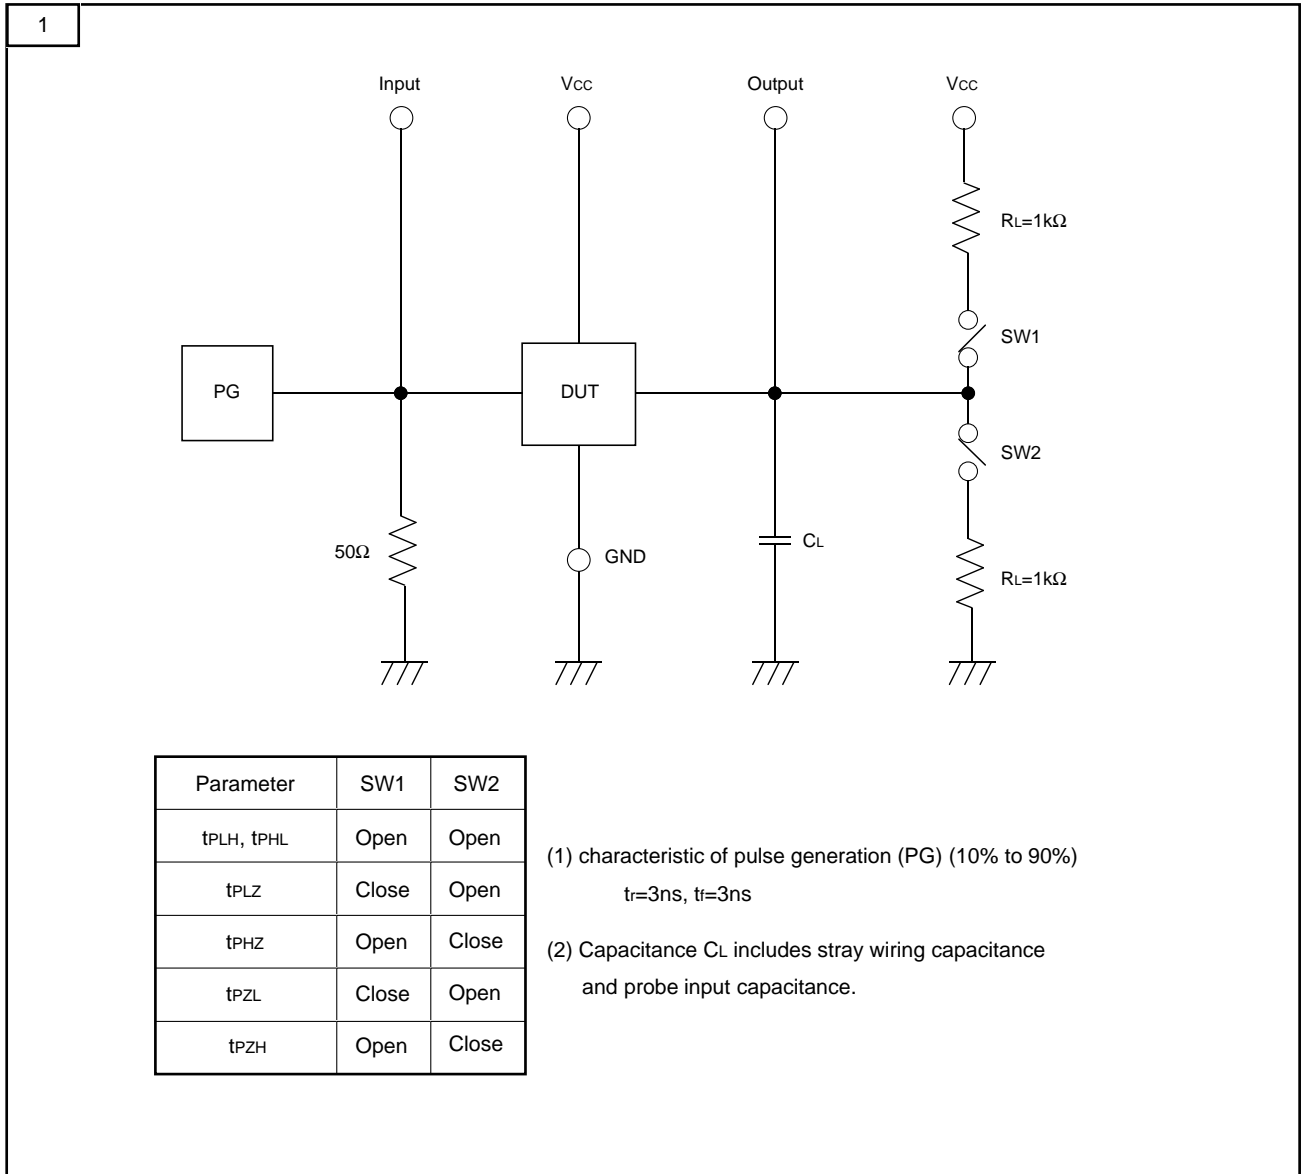 1
Input
Vcc
Output
Vcc
RL=1kΩ
SW1
PG
DUT
SW2
50Ω
GND
CL
RL=1kΩ
Parameter SW1 SW2
tPLH, tPHL Open Open
tPLZ Close Open
tPHZ Open Close
tPZL Close Open
tPZH Open Close
(1) characteristic of pulse generation (PG) (10% to 90%)
tr=3ns, tf=3ns
(2) Capacitance CL includes stray wiring capacitance
and probe input capacitance.